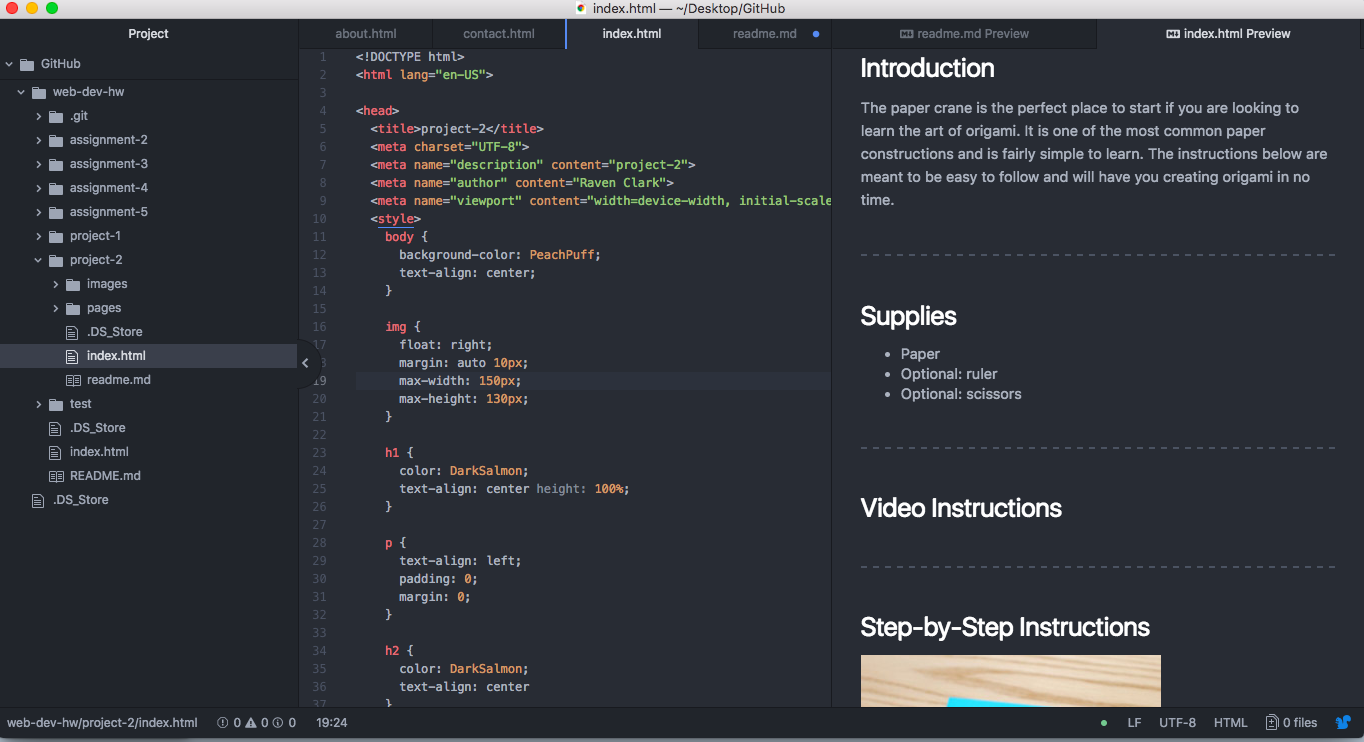 index.html — ~/Desktop/GitHub
Project
about.html
contact.html
index.html
readme.md
readme.md Preview
index.html Preview
GitHub
web-dev-hw
.git
assignment-2
assignment-3
assignment-4
assignment-5
project-1
project-2
images
pages
.DS_Store
index.html
readme.md
test
.DS_Store
index.html
README.md
.DS_Store
1 <!DOCTYPE html>
2 <html lang="en-US">
3
4 <head>
5 <title>project-2</title>
6 <meta charset="UTF-8">
7 <meta name="description" content="project-2">
8 <meta name="author" content="Raven Clark">
9 <meta name="viewport" content="width=device-width, initial-scale
10 <style>
11 body {
12 background-color: PeachPuff;
13 text-align: center;
14 }
15
16 img {
17 float: right;
18 margin: auto 10px;
19 max-width: 150px;
20 max-height: 130px;
21 }
22
23 h1 {
24 color: DarkSalmon;
25 text-align: center height: 100%;
26 }
27
28 p {
29 text-align: left;
30 padding: 0;
31 margin: 0;
32 }
33
34 h2 {
35 color: DarkSalmon;
36 text-align: center
37 }
Introduction
The paper crane is the perfect place to start if you are looking to
learn the art of origami. It is one of the most common paper
constructions and is fairly simple to learn. The instructions below are
meant to be easy to follow and will have you creating origami in no
time.
Supplies
• Paper
• Optional: ruler
• Optional: scissors
Video Instructions
Step-by-Step Instructions
web-dev-hw/project-2/index.html 0 0 0 19:24
LF UTF-8 HTML 0 files